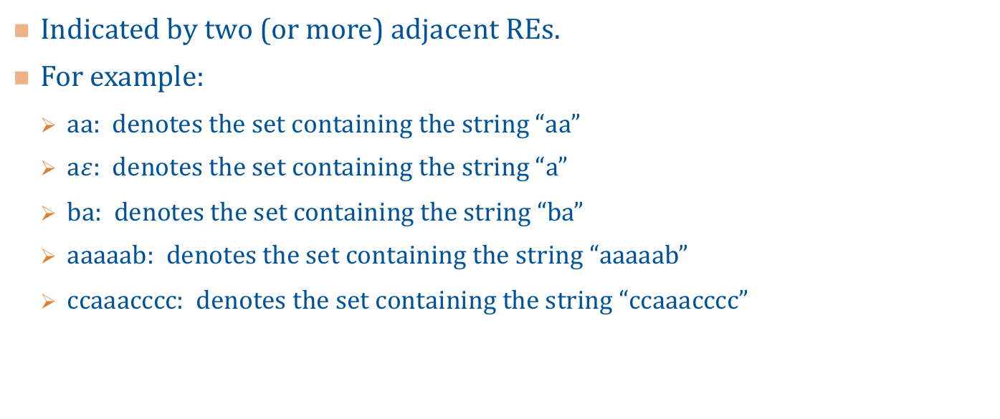 Indicated by two (or more) adjacent REs.
For example:
aa: denotes the set containing the string “aa”
aε: denotes the set containing the string “a”
ba: denotes the set containing the string “ba”
aaaaab: denotes the set containing the string “aaaaab”
ccaaacccc: denotes the set containing the string “ccaaacccc”